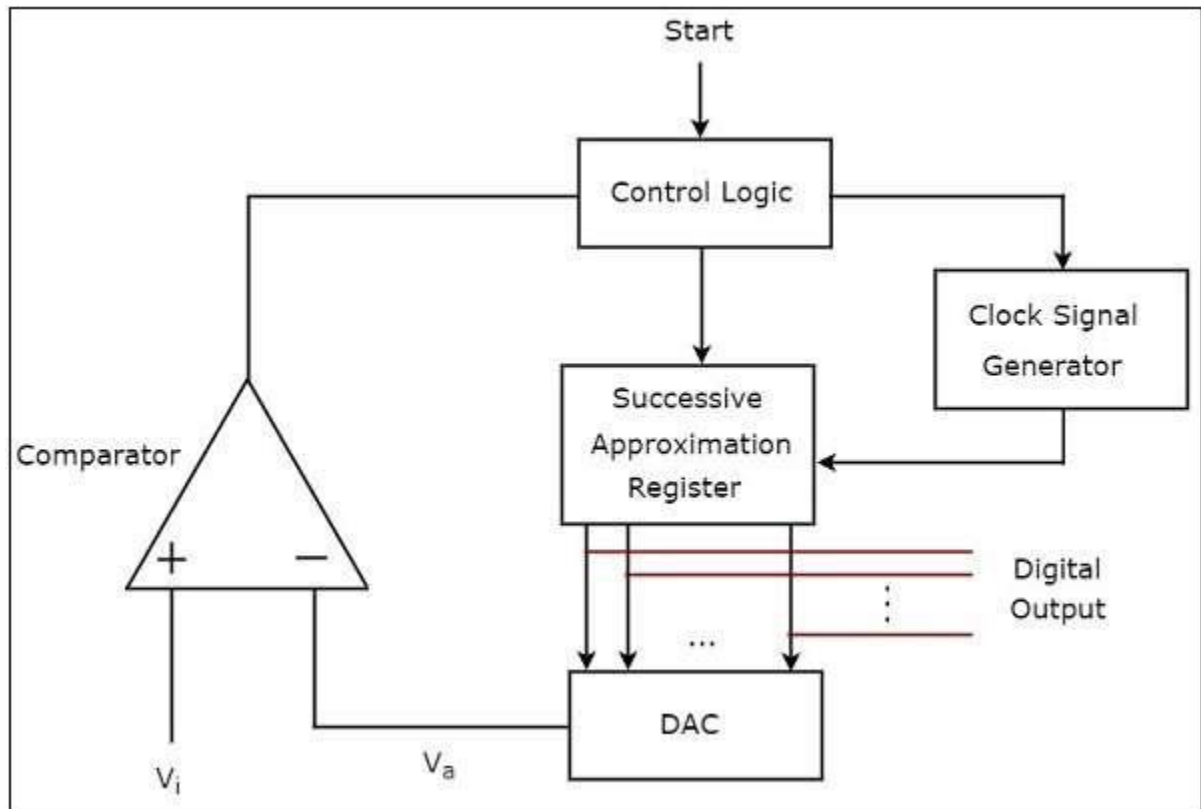 Start
Control Logic
Clock Signal
Generator
Successive
Approximation
Register
Comparator
+ −
Digital
Output
⋮
...
DAC
Vi
Va